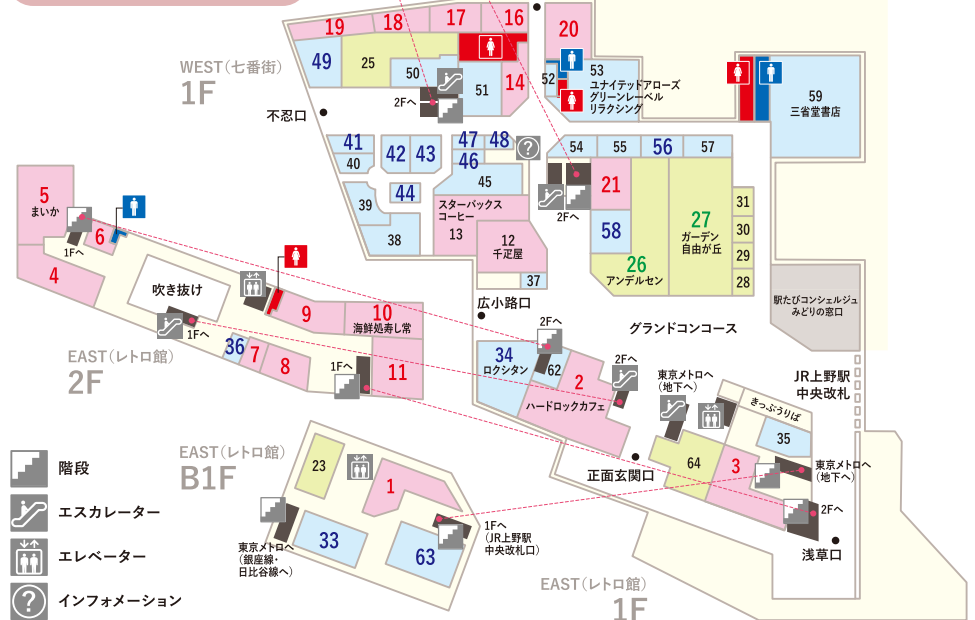 WEST(七番街)
1F
19
18
17
16
20
49
25
50
51
14
52
53
ユナイテッドアローズ
グリーンレーベル
リラクシング
59
三省堂書店
2Fへ
不忍口
41
40
42
43
47
48
46
45
44
39
38
スターバックス
コーヒー
13
12
千疋屋
37
54
55
56
57
21
58
2Fへ
26
アンデルセン
27
ガーデン
自由が丘
31
30
29
28
駅たびコンシェルジュ
みどりの窓口
5
まいか
6
1Fへ
4
吹き抜け
1Fへ
9
10
海鮮処寿し常
36
7
8
1Fへ
11
EAST(レトロ館)
2F
広小路口
グランドコンコース
34
ロクシタン
2Fへ
62
2
ハードロックカフェ
2Fへ
東京メトロへ
(地下へ)
きっぷうりば
35
JR上野駅
中央改札
64
3
東京メトロへ
(地下へ)
2Fへ
正面玄関口
浅草口
EAST(レトロ館)
1F
EAST(レトロ館)
B1F
23
1
33
63
東京メトロへ
(銀座線・
日比谷線へ)
1Fへ
(JR上野駅
中央改札口)
階段
エスカレーター
エレベーター
インフォメーション